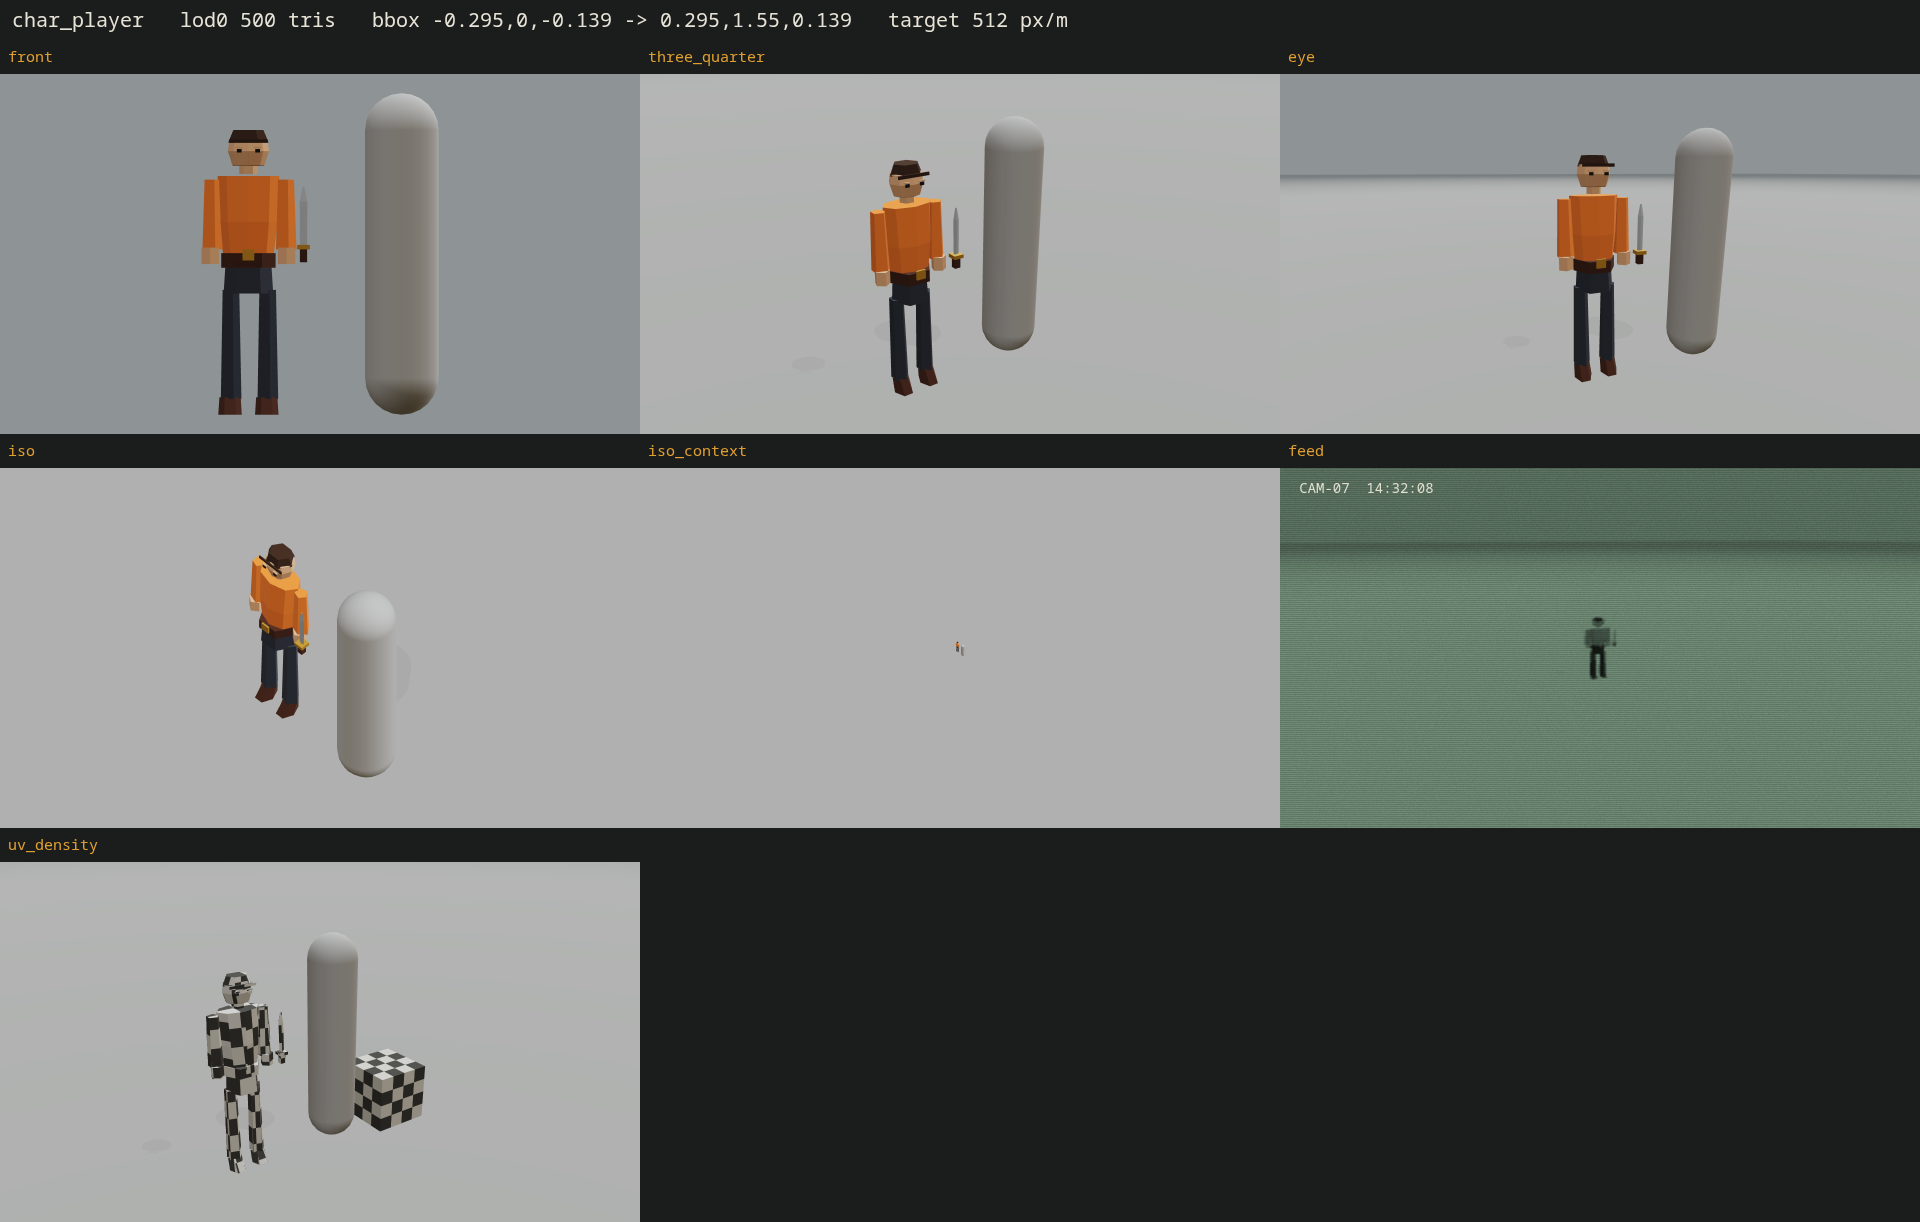 char_player   lod0 500 tris   bbox -0.295,0,-0.139 -> 0.295,1.55,0.139   target 512 px/m
front
three_quarter
eye
iso
iso_context
feed
CAM-07  14:32:08
uv_density